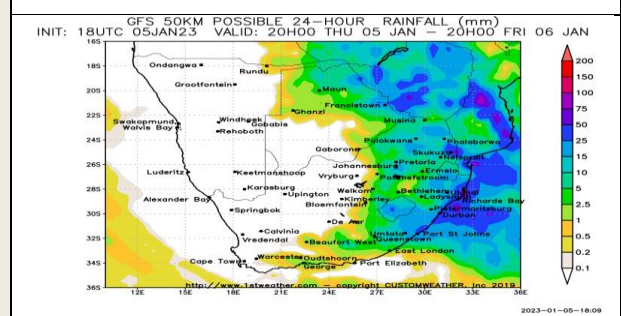 GFS 50KM POSSIBLE 24-HOUR RAINFALL (mm)
INIT: 18UTC 05JAN23 VALID: 20H00 THU 05 JAN - 20H00 FRI 06 JAN
16S
18S
20S
22S
24S
26S
28S
30S
32S
34S
36S
Ondangwa
Rundu
Grootfontein
Maun
Francistown
Ghanzi
Windhoek
Gobabis
Swakopmund
Walvis Bay
Rehoboth
Musina
Polokwane
Phalaborwa
Gaborone
Skukuza
Nelspruit
Pretoria
Johannesburg
Ermelo
Luderitz
Keetmanshoop
Vryburg
Potchefstroom
Karasburg
Upington
Welkom
Bethlehem
Ulundi
Kimberley
Ladysmith
Richards Bay
Alexander Bay
Bloemfontein
Springbok
Pietermaritzburg
Durban
De Aar
Calvinia
Umtata
Port St Johns
Vredendal
Beaufort West
Queenstown
East London
Worcester
Oudtshoorn
Cape Town
George
Port Elizabeth
12E 15E 18E 21E 24E 27E 30E 33E 36E
http://www.1stweather.com - copyright CUSTOMWEATHER, Inc 2019
200
150
100
75
50
25
15
10
5
2.5
1
0.5
0.2
0.1
2023-01-05-18:09